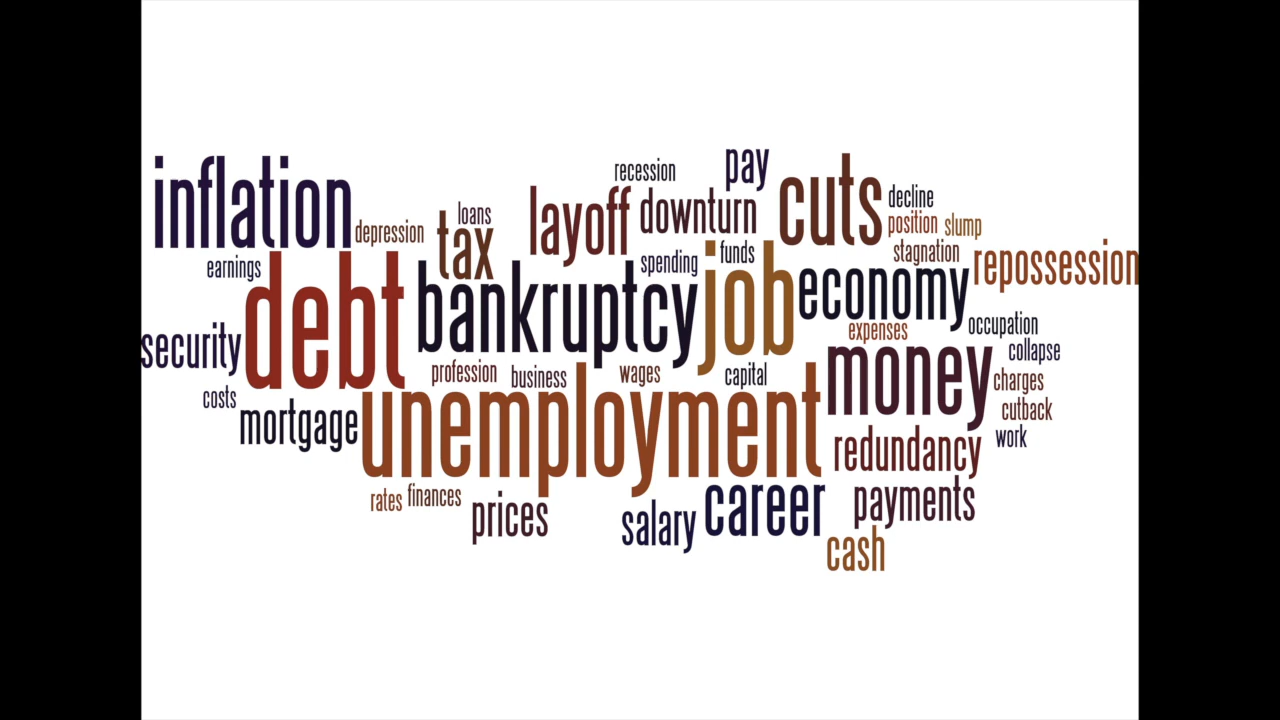 inflation
depression
loans
tax
layoff
recession
downturn
pay
cuts
decline
position
slump
stagnation
repossession
earnings
debt
bankruptcy
spending
funds
job
economy
expenses
occupation
collapse
security
costs
mortgage
profession
business
wages
capital
unemployment
money
charges
cutback
work
redundancy
rates
finances
prices
salary
career
payments
cash